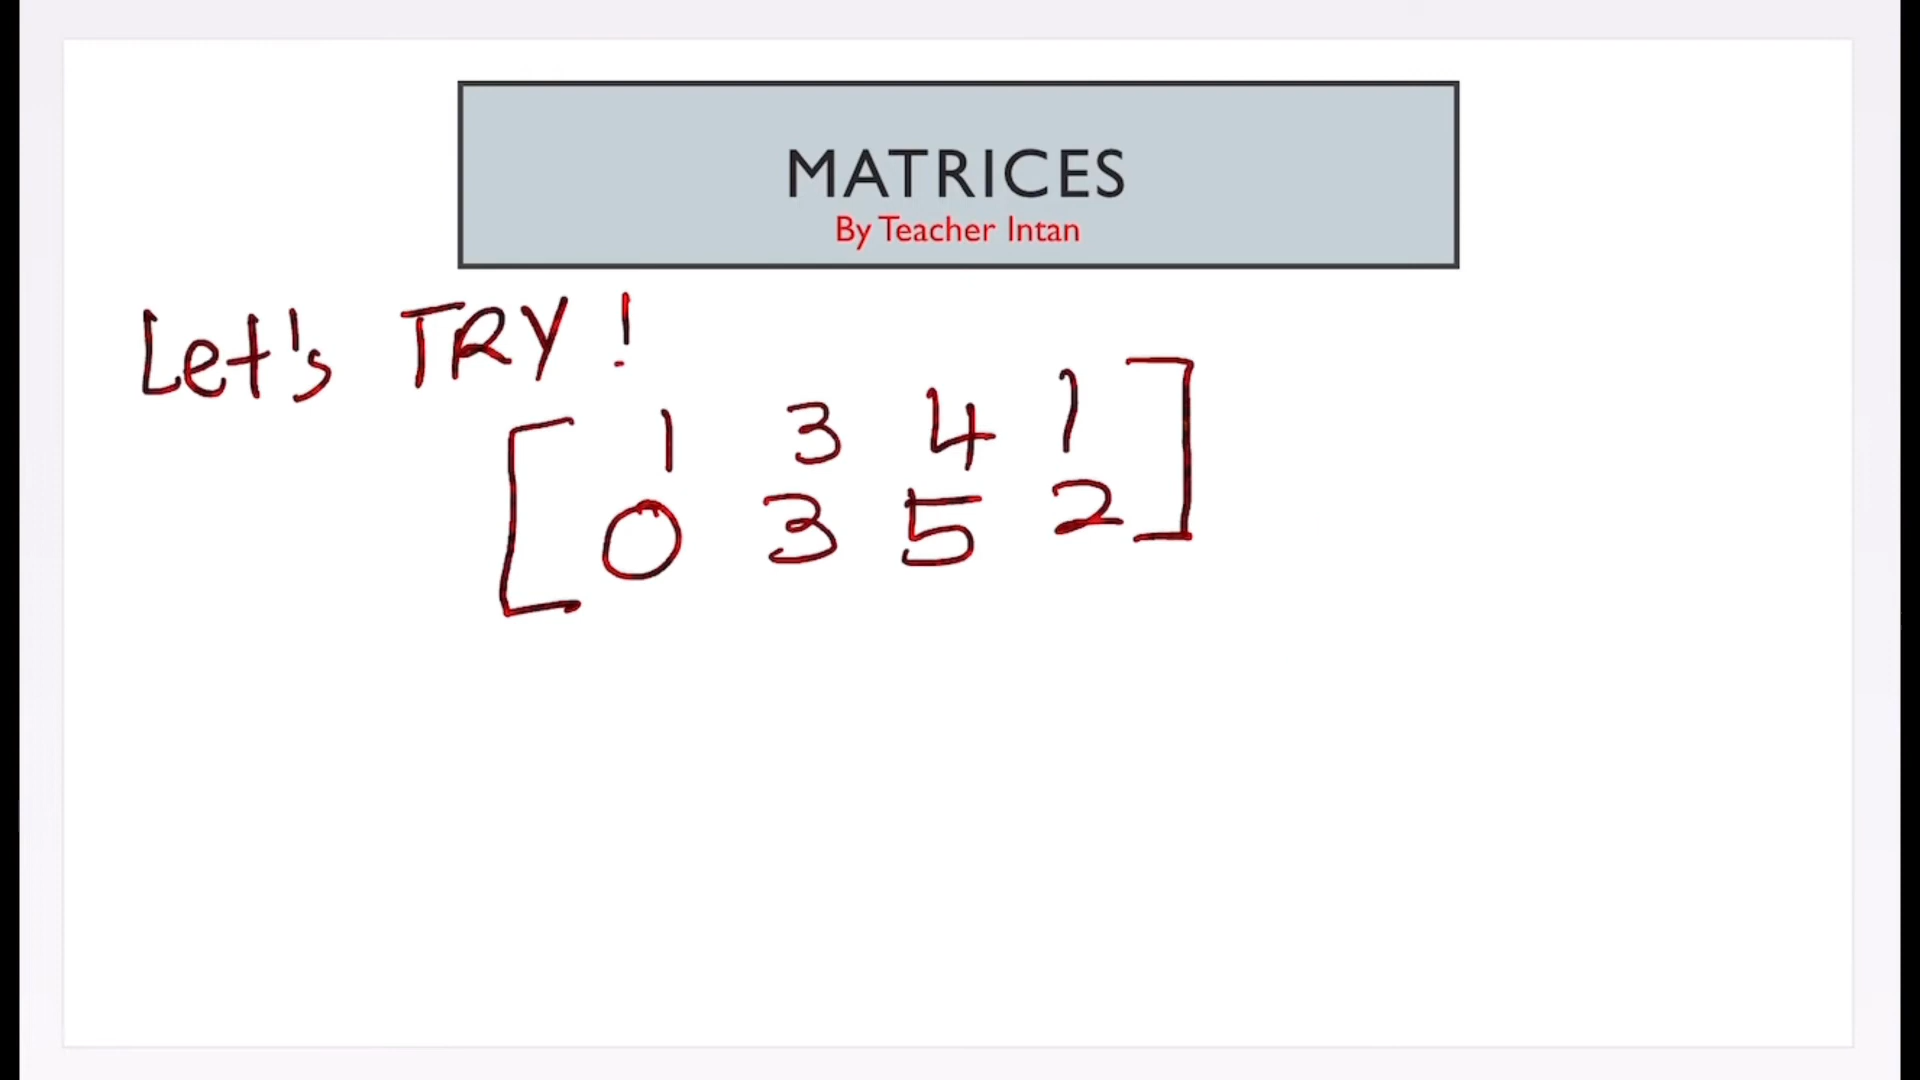 MATRICES
By Teacher Intan
Let's TRY !
[ 1 3 4 1 ]
[ 0 3 5 2 ]